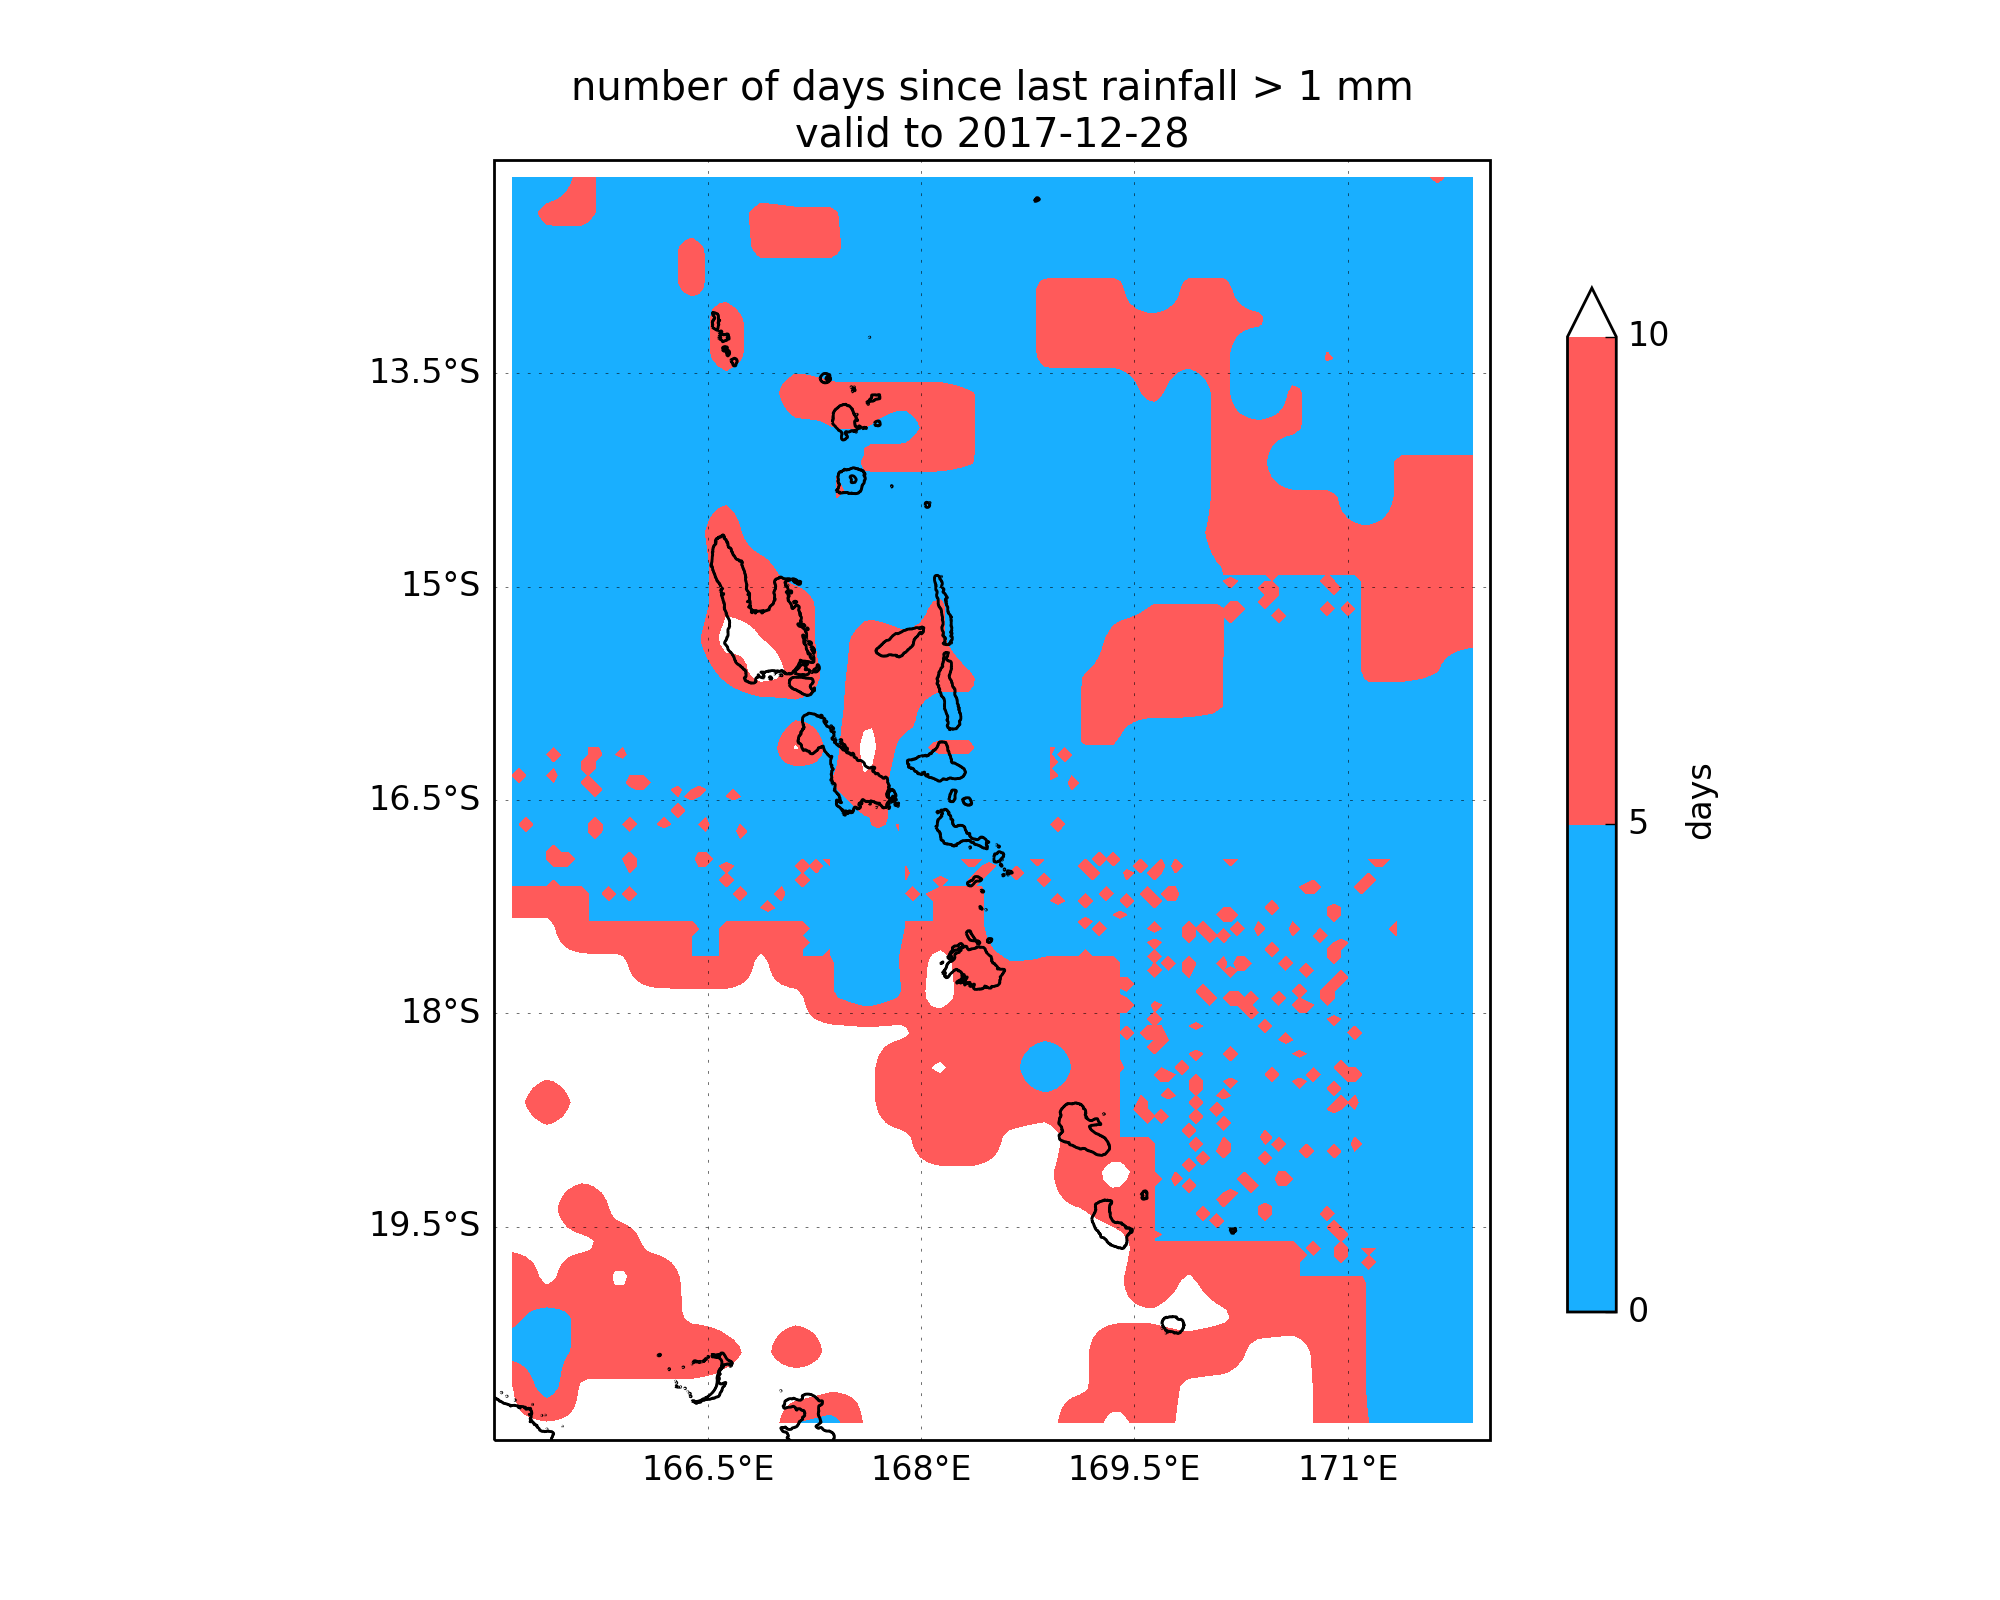 number of days since last rainfall > 1 mm
valid to 2017-12-28
13.5°S
15°S
16.5°S
18°S
19.5°S
166.5°E
168°E
169.5°E
171°E
10
5
0
days